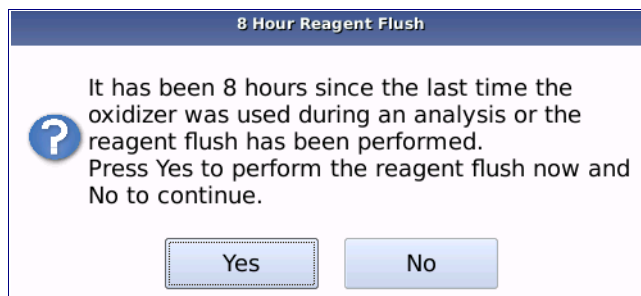 8 Hour Reagent Flush
It has been 8 hours since the last time the
oxidizer was used during an analysis or the
reagent flush has been performed.
Press Yes to perform the reagent flush now and
No to continue.
Yes
No